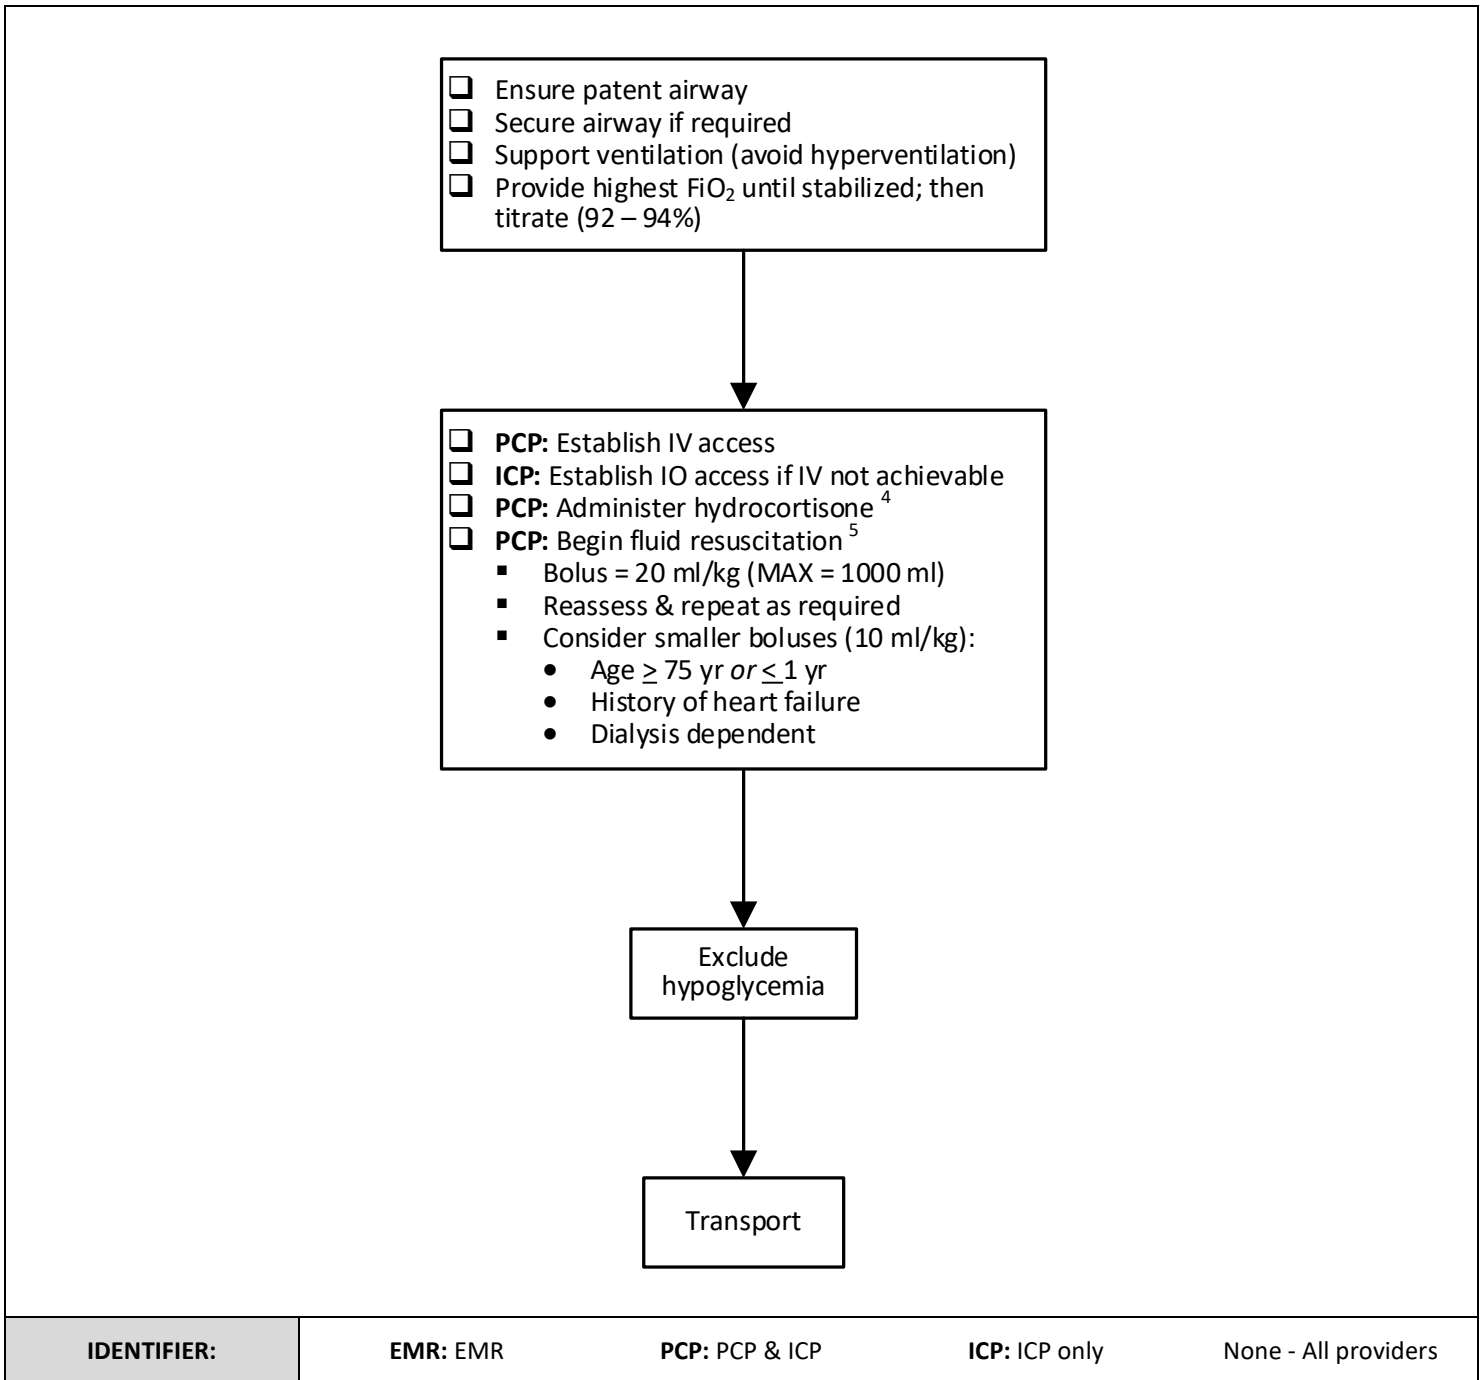 ❑ Ensure patent airway
❑ Secure airway if required
❑ Support ventilation (avoid hyperventilation)
❑ Provide highest FiO₂ until stabilized; then
titrate (92 – 94%)
❑ PCP: Establish IV access
❑ ICP: Establish IO access if IV not achievable
❑ PCP: Administer hydrocortisone ⁴
❑ PCP: Begin fluid resuscitation ⁵
▪ Bolus = 20 ml/kg (MAX = 1000 ml)
▪ Reassess & repeat as required
▪ Consider smaller boluses (10 ml/kg):
• Age ≥ 75 yr or ≤ 1 yr
• History of heart failure
• Dialysis dependent
Exclude
hypoglycemia
Transport
IDENTIFIER: EMR: EMR PCP: PCP & ICP ICP: ICP only None - All providers